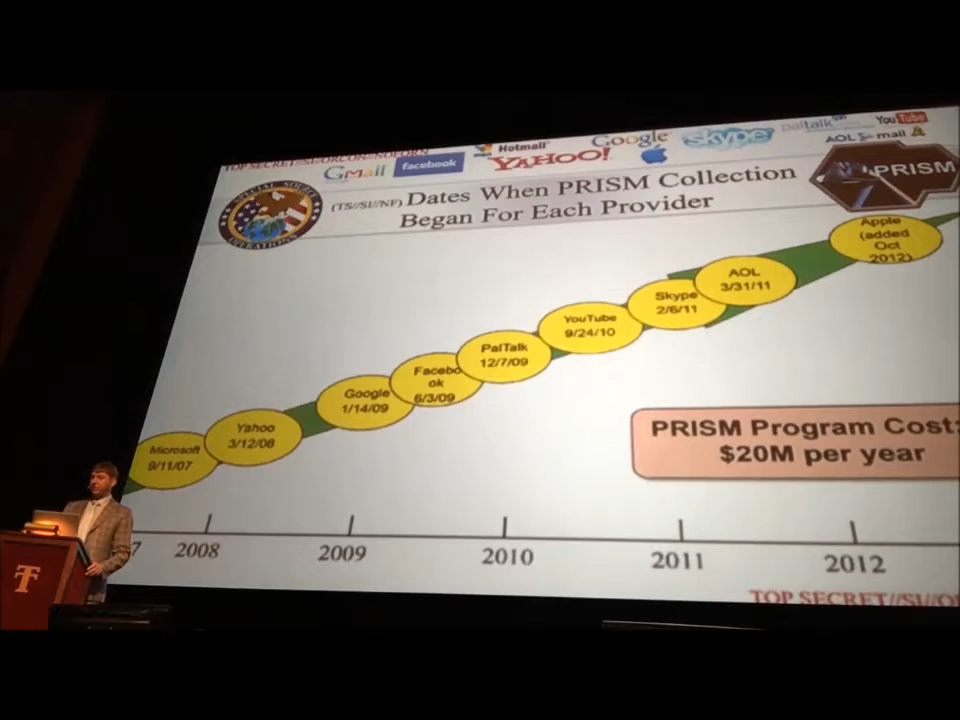 TOP SECRET//SI//ORCON//NOFORN
Gmail
facebook
Hotmail
YAHOO!
Google
skype
paltalk
YouTube
AOL mail
SPECIAL SOURCE
OPERATIONS
(TS//SI//NF) Dates When PRISM Collection
Began For Each Provider
PRISM
Microsoft
9/11/07
Yahoo
3/12/08
Google
1/14/09
Facebo
ok
6/3/09
PalTalk
12/7/09
YouTube
9/24/10
Skype
2/6/11
AOL
3/31/11
Apple
(added
Oct
2012)
PRISM Program Cost:
$20M per year
7 2008 2009 2010 2011 2012
TOP SECRET//SI//O
T